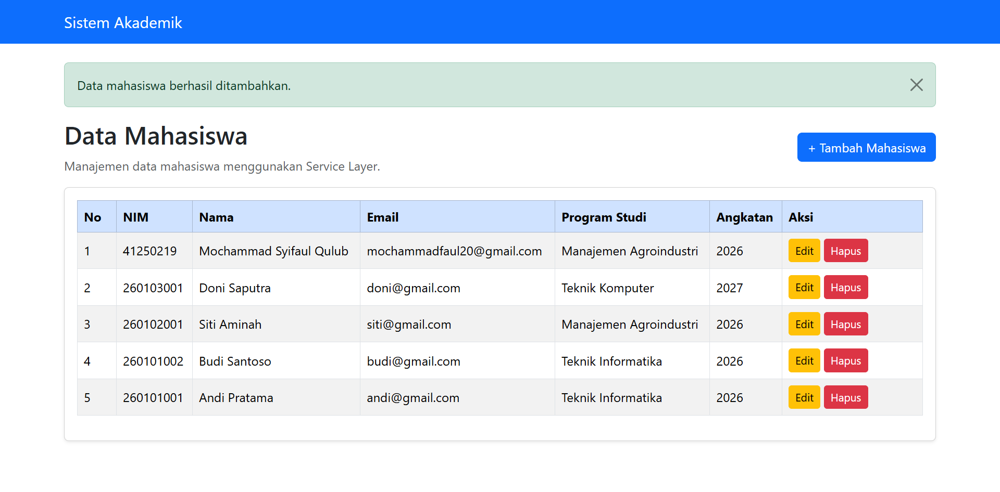 Sistem Akademik
Data mahasiswa berhasil ditambahkan.
Data Mahasiswa
+ Tambah Mahasiswa
Manajemen data mahasiswa menggunakan Service Layer.
No NIM Nama Email Program Studi Angkatan Aksi
1 41250219 Mochammad Syifaul Qulub mochammadfaul20@gmail.com Manajemen Agroindustri 2026 Edit Hapus
2 260103001 Doni Saputra doni@gmail.com Teknik Komputer 2027 Edit Hapus
3 260102001 Siti Aminah siti@gmail.com Manajemen Agroindustri 2026 Edit Hapus
4 260101002 Budi Santoso budi@gmail.com Teknik Informatika 2026 Edit Hapus
5 260101001 Andi Pratama andi@gmail.com Teknik Informatika 2026 Edit Hapus